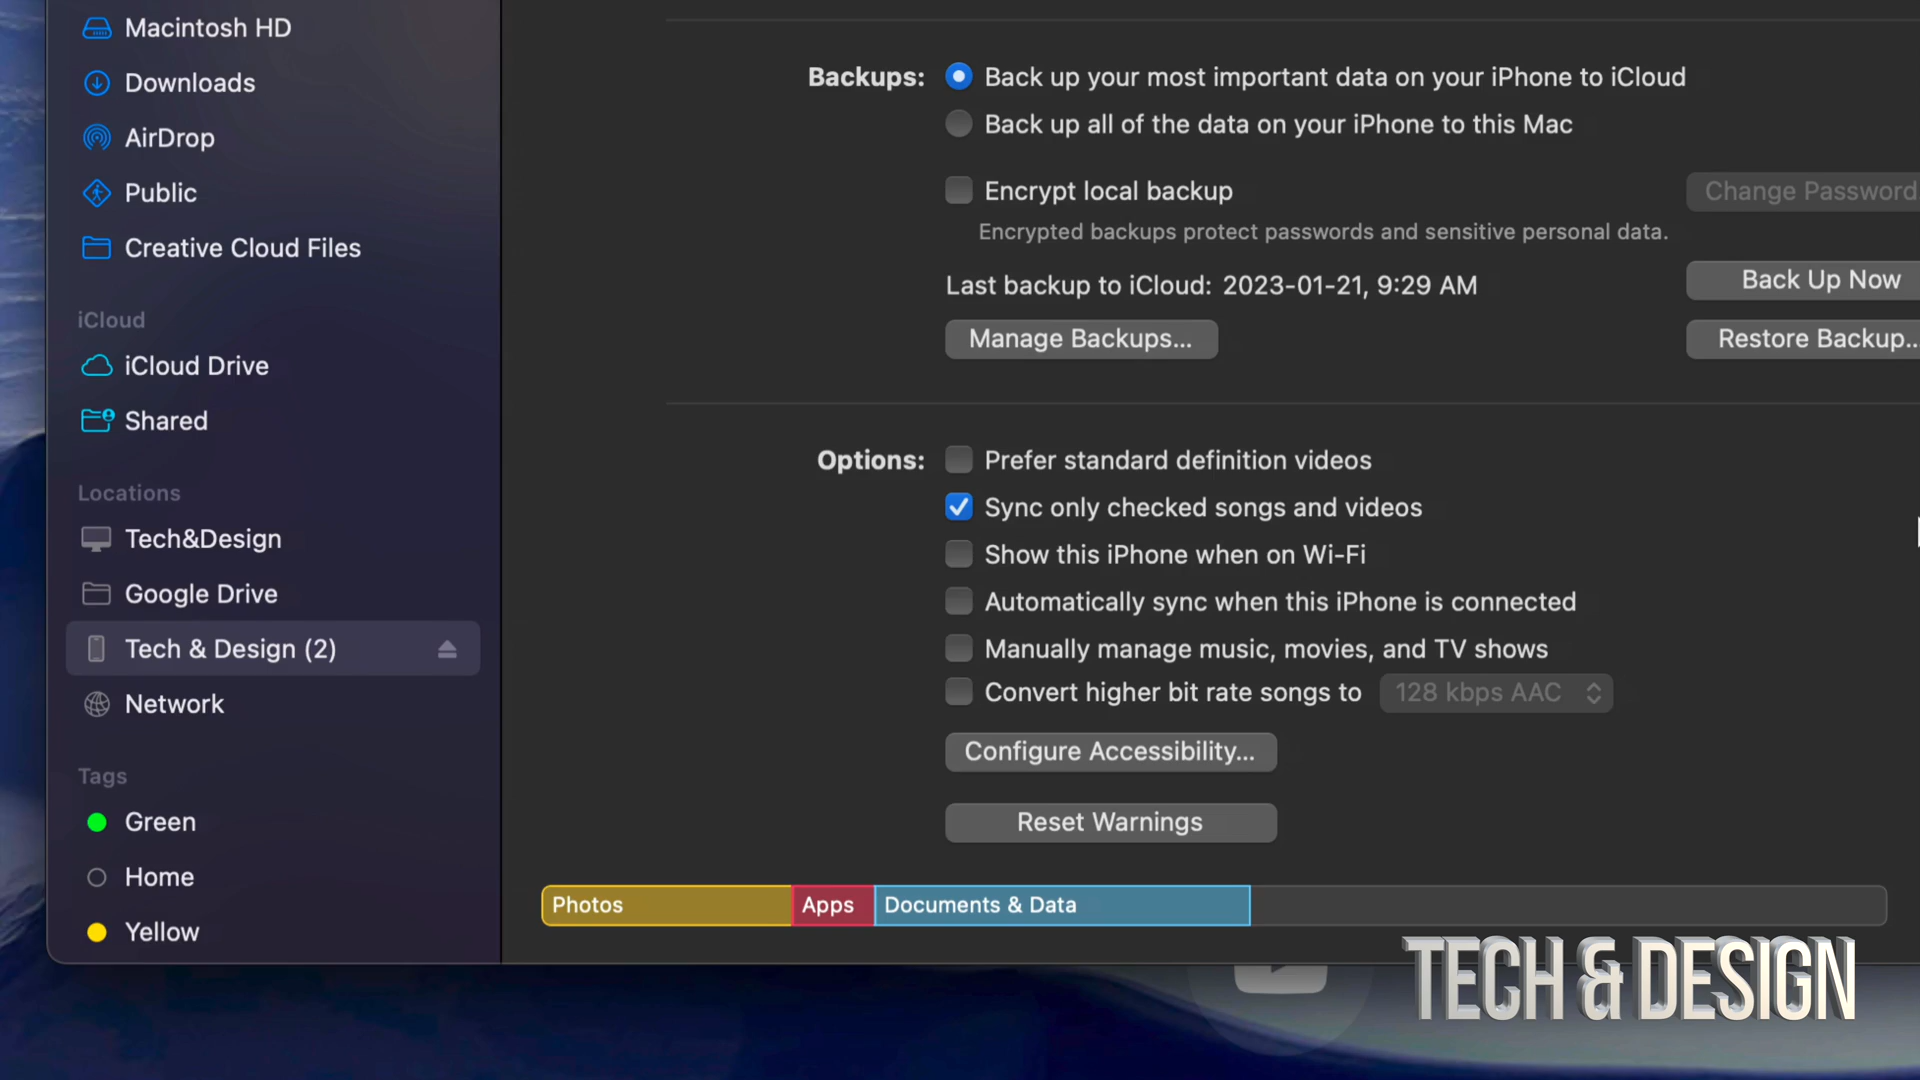 Macintosh HD
Downloads
AirDrop
Public
Creative Cloud Files
iCloud
iCloud Drive
Shared
Locations
Tech&Design
Google Drive
Tech & Design (2)
Network
Tags
Green
Home
Yellow
Backups:
Back up your most important data on your iPhone to iCloud
Back up all of the data on your iPhone to this Mac
Encrypt local backup
Change Password
Encrypted backups protect passwords and sensitive personal data.
Last backup to iCloud: 2023-01-21, 9:29 AM
Back Up Now
Manage Backups...
Restore Backup...
Options:
Prefer standard definition videos
Sync only checked songs and videos
Show this iPhone when on Wi-Fi
Automatically sync when this iPhone is connected
Manually manage music, movies, and TV shows
Convert higher bit rate songs to 128 kbps AAC
Configure Accessibility...
Reset Warnings
Photos Apps Documents & Data
TECH & DESIGN